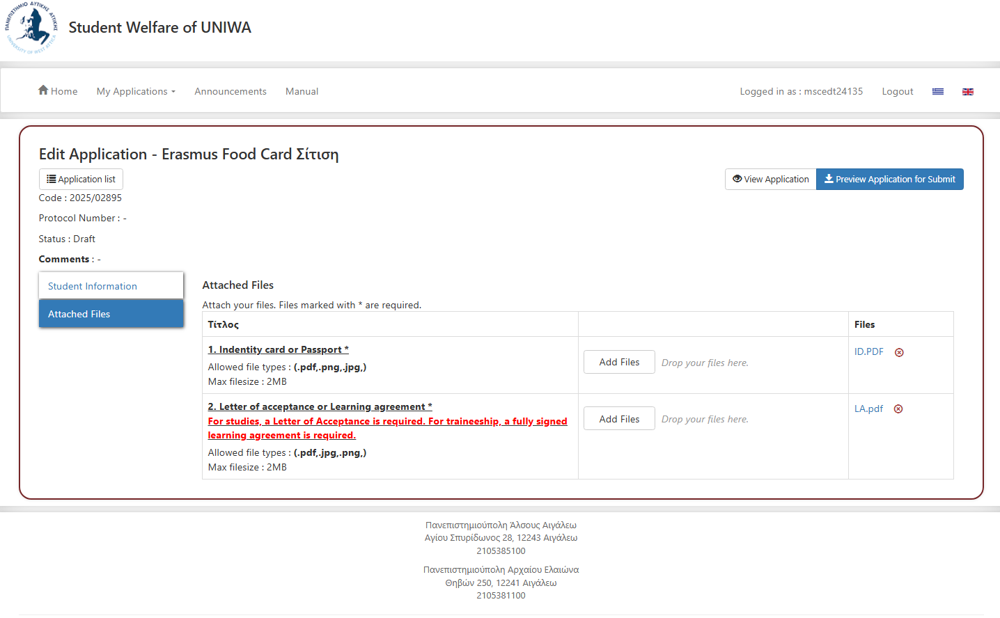 ΠΑΝΕΠΙΣΤΗΜΙΟ ΔΥΤΙΚΗΣ ΑΤΤΙΚΗΣ
UNIVERSITY OF WEST ATTICA
Student Welfare of UNIWA
Home My Applications Announcements Manual Logged in as : mscedt24135 Logout
Edit Application - Erasmus Food Card Σίτιση
Application list View Application Preview Application for Submit
Code : 2025/02895
Protocol Number : -
Status : Draft
Comments : -
Student Information
Attached Files
Attached Files
Attach your files. Files marked with * are required.
Τίτλος Files
1. Indentity card or Passport *
Allowed file types : (.pdf,.png,.jpg,)
Max filesize : 2MB
Add Files Drop your files here. ID.PDF
2. Letter of acceptance or Learning agreement *
For studies, a Letter of Acceptance is required. For traineeship, a fully signed
learning agreement is required.
Allowed file types : (.pdf,.jpg,.png,)
Max filesize : 2MB
Add Files Drop your files here. LA.pdf
Πανεπιστημιούπολη Άλσους Αιγάλεω
Αγίου Σπυρίδωνος 28, 12243 Αιγάλεω
2105385100
Πανεπιστημιούπολη Αρχαίου Ελαιώνα
Θηβών 250, 12241 Αιγάλεω
2105381100